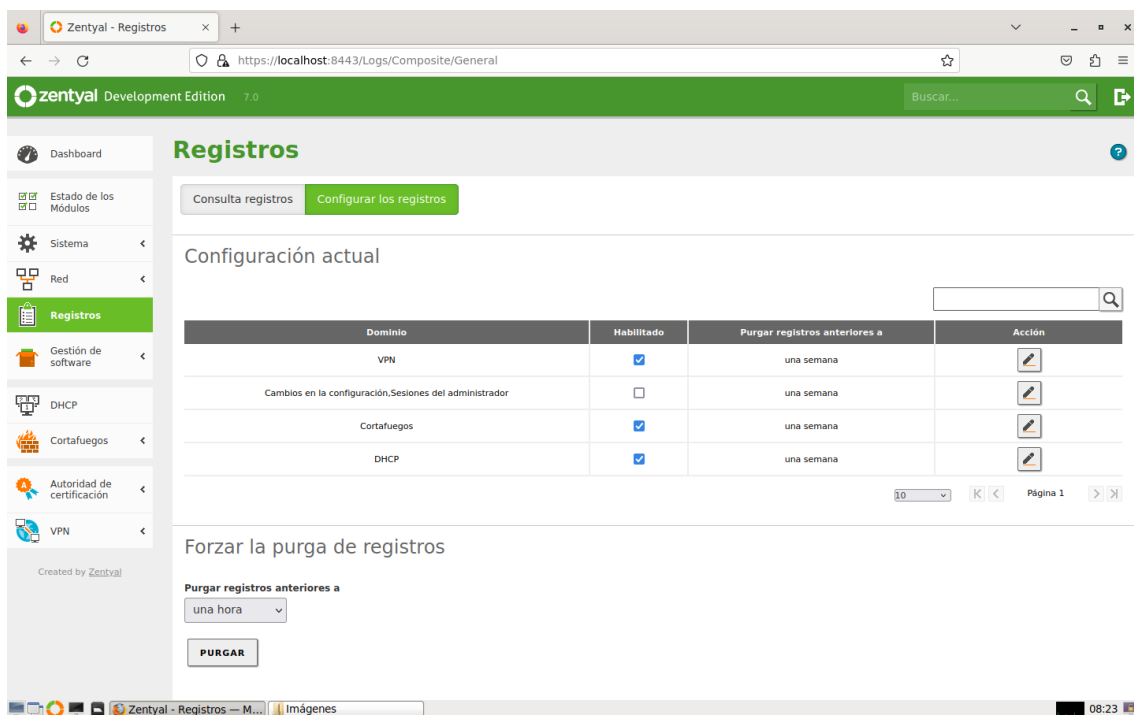 Zentyal - Registros
https://localhost:8443/Logs/Composite/General
zentyal Development Edition 7.0
Buscar...
Dashboard
Estado de los
Módulos
Sistema
Red
Registros
Gestión de
software
DHCP
Cortafuegos
Autoridad de
certificación
VPN
Created by Zentyal
Registros
Consulta registros
Configurar los registros
Configuración actual
Dominio Habilitado Purgar registros anteriores a Acción
VPN una semana
Cambios en la configuración,Sesiones del administrador una semana
Cortafuegos una semana
DHCP una semana
10 Página 1
Forzar la purga de registros
Purgar registros anteriores a
una hora
PURGAR
Zentyal - Registros — M... Imágenes 08:23